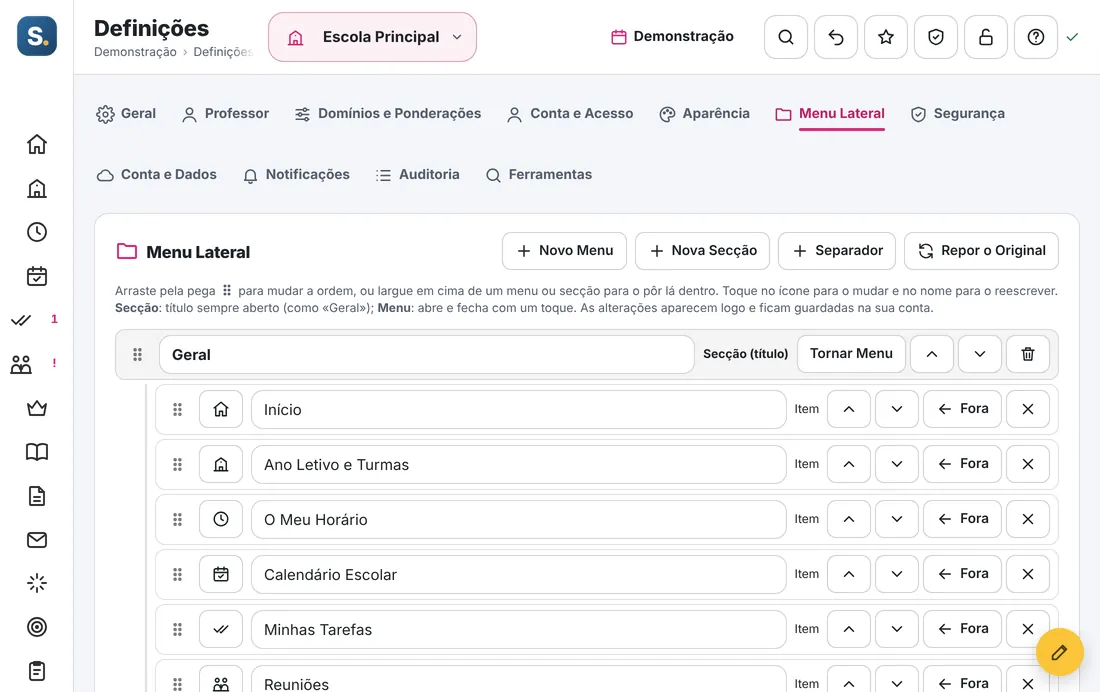 S.
Definições
Demonstração › Definições
Escola Principal
Demonstração
Geral
Professor
Domínios e Ponderações
Conta e Acesso
Aparência
Menu Lateral
Segurança
Conta e Dados
Notificações
Auditoria
Ferramentas
1
!
Menu Lateral
Novo Menu
Nova Secção
Separador
Repor o Original
Arraste pela pega para mudar a ordem, ou largue em cima de um menu ou secção para o pôr lá dentro. Toque no ícone para o mudar e no nome para o reescrever.
Secção: título sempre aberto (como «Geral»); Menu: abre e fecha com um toque. As alterações aparecem logo e ficam guardadas na sua conta.
Geral Secção (título) Tornar Menu
Início Item Fora
Ano Letivo e Turmas Item Fora
O Meu Horário Item Fora
Calendário Escolar Item Fora
Minhas Tarefas Item Fora
Reuniões Item Fora